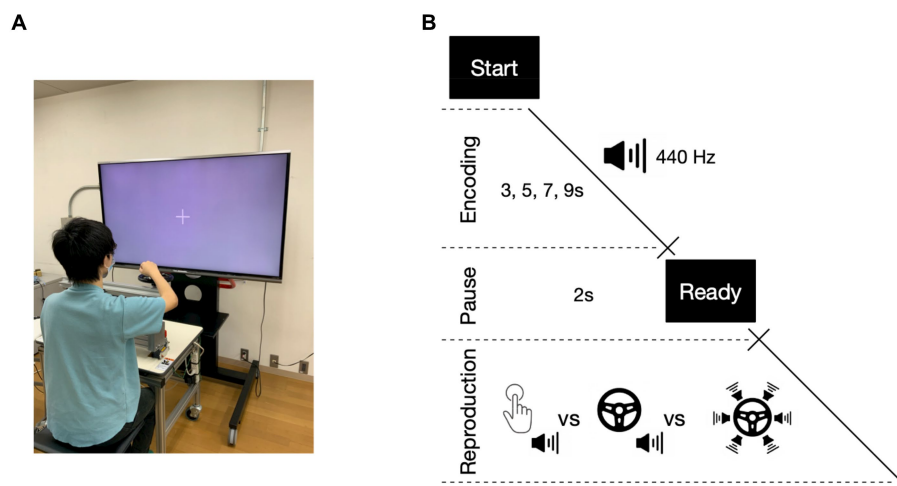 A
B
Start
Encoding
440 Hz
3, 5, 7, 9s
Pause
2s
Ready
Reproduction
vs
vs